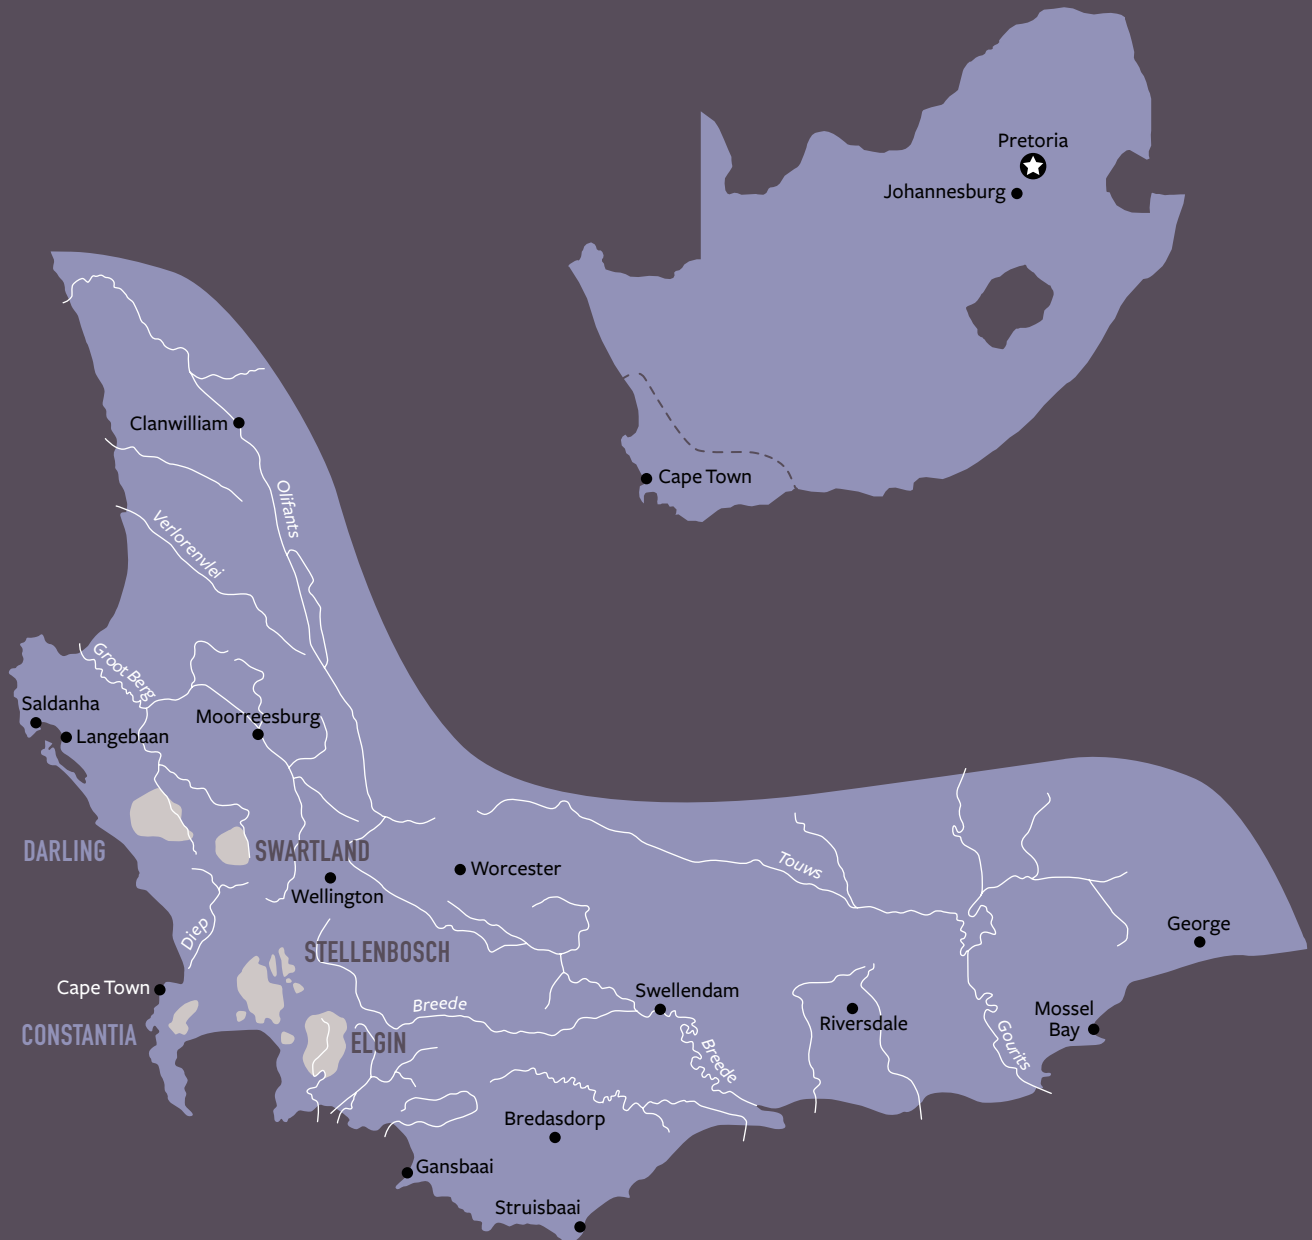 Pretoria
Johannesburg
Cape Town
Clanwilliam
Olifants
Verlorenvlei
Groot Berg
Saldanha
Langebaan
Moorreesburg
DARLING
SWARTLAND
Wellington
Worcester
Touws
Diep
STELLENBOSCH
George
Cape Town
CONSTANTIA
ELGIN
Breede
Swellendam
Riversdale
Mossel
Bay
Gourits
Breede
Bredasdorp
Gansbaai
Struisbaai